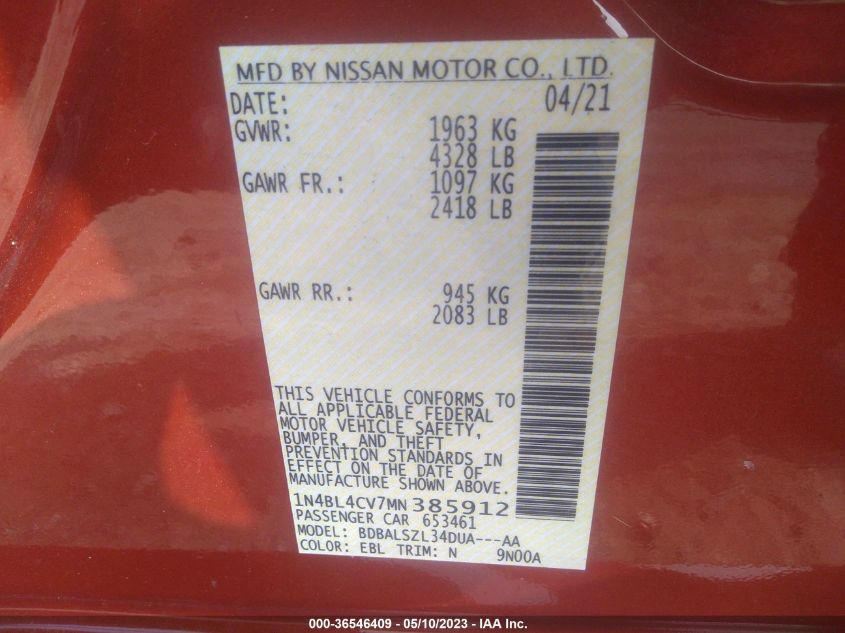 MFD BY NISSAN MOTOR CO., LTD.
DATE: 04/21
GVWR: 1963 KG
4328 LB
GAWR FR.: 1097 KG
2418 LB
GAWR RR.: 945 KG
2083 LB
THIS VEHICLE CONFORMS TO
ALL APPLICABLE FEDERAL
MOTOR VEHICLE SAFETY,
BUMPER, AND THEFT
PREVENTION STANDARDS IN
EFFECT ON THE DATE OF
MANUFACTURE SHOWN ABOVE.
1N4BL4CV7MN385912
PASSENGER CAR 653461
MODEL: BDBALSZL34DUA---AA
COLOR: EBL TRIM: N 9N00A
000-36546409 - 05/10/2023 - IAA Inc.